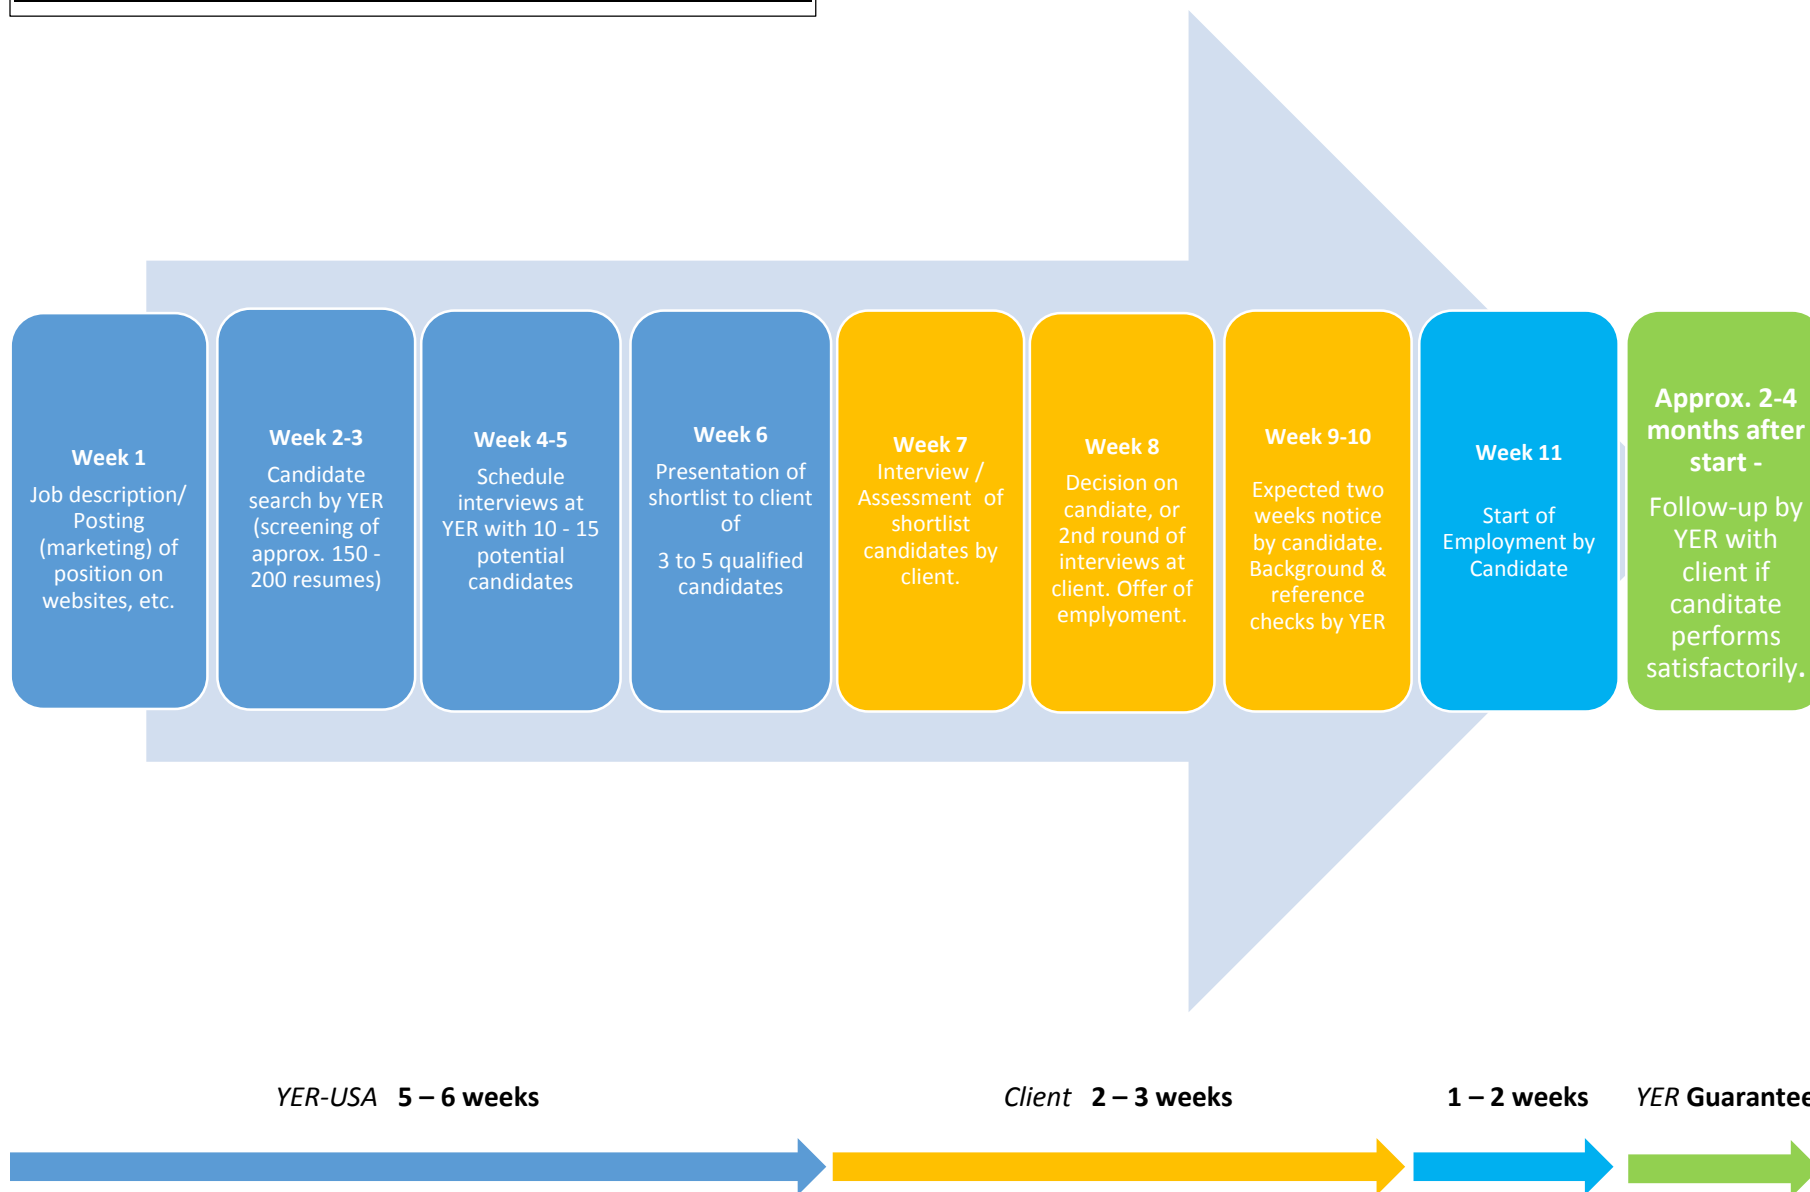 Week 1
Job description/
Posting
(marketing) of
position on
websites, etc.
Week 2-3
Candidate
search by YER
(screening of
approx. 150 -
200 resumes)
Week 4-5
Schedule
interviews at
YER with 10 - 15
potential
candidates
Week 6
Presentation of
shortlist to client
of
3 to 5 qualified
candidates
Week 7
Interview /
Assessment of
shortlist
candidates by
client.
Week 8
Decision on
candiate, or
2nd round of
interviews at
client. Offer of
emplyoment.
Week 9-10
Expected two
weeks notice
by candidate.
Background &
reference
checks by YER
Week 11
Start of
Employment by
Candidate
Approx. 2-4
months after
start -
Follow-up by
YER with
client if
canditate
performs
satisfactorily.
YER-USA 5 – 6 weeks
Client 2 – 3 weeks
1 – 2 weeks
YER Guarantee